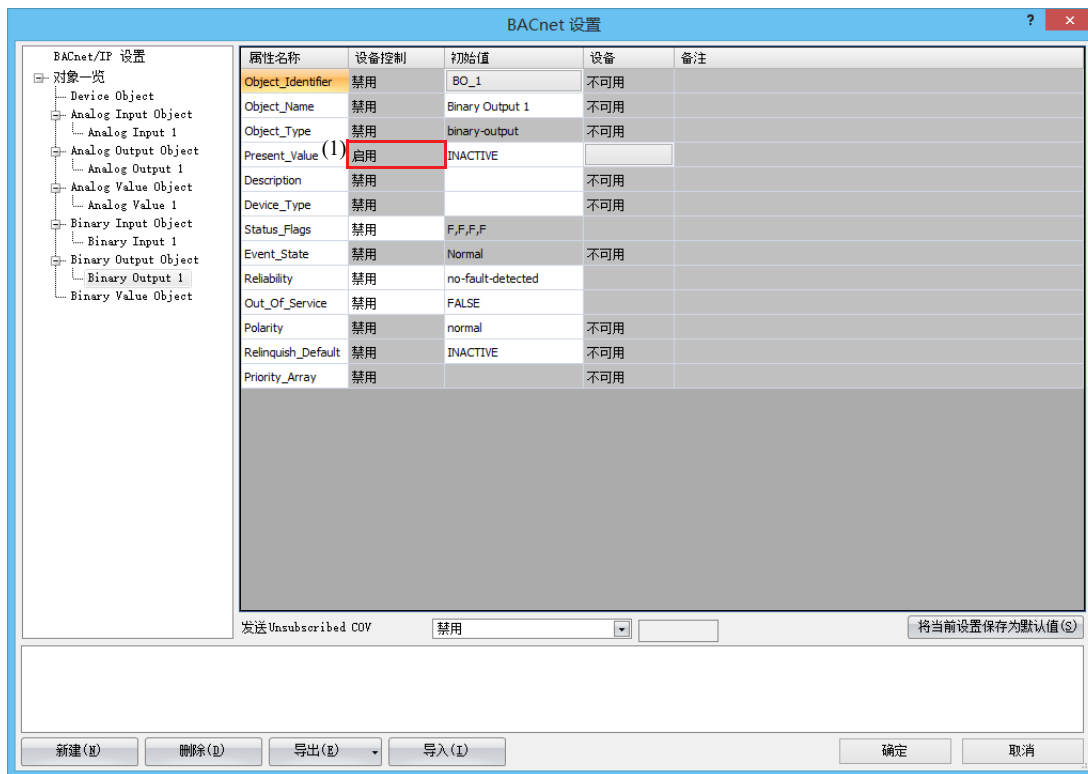 BACnet 设置
?
×
BACnet/IP 设置
对象一览
Device Object
Analog Input Object
Analog Input 1
Analog Output Object
Analog Output 1
Analog Value Object
Analog Value 1
Binary Input Object
Binary Input 1
Binary Output Object
Binary Output 1
Binary Value Object
属性名称 设备控制 初始值 设备 备注
Object_Identifier 禁用 BO_1 不可用
Object_Name 禁用 Binary Output 1 不可用
Object_Type 禁用 binary-output 不可用
Present_Value (1) 启用 INACTIVE
Description 禁用 不可用
Device_Type 禁用 不可用
Status_Flags 禁用 F,F,F,F
Event_State 禁用 Normal 不可用
Reliability 禁用 no-fault-detected
Out_Of_Service 禁用 FALSE
Polarity 禁用 normal 不可用
Relinquish_Default 禁用 INACTIVE 不可用
Priority_Array 禁用 不可用
发送Unsubscribed COV 禁用 将当前设置保存为默认值(S)
新建(N) 删除(D) 导出(E) 导入(I) 确定 取消